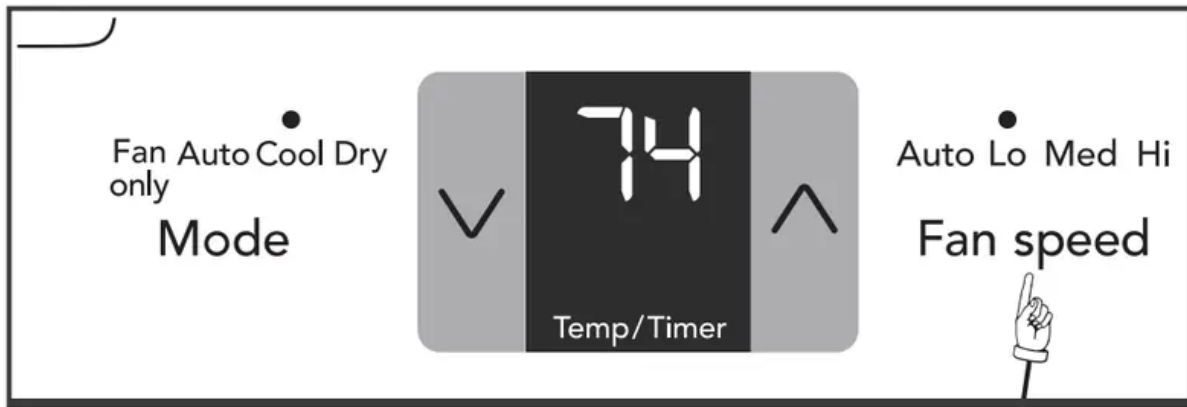 74
Fan Auto Cool Dry
only
Auto Lo Med Hi
Mode
Fan speed
Temp/Timer